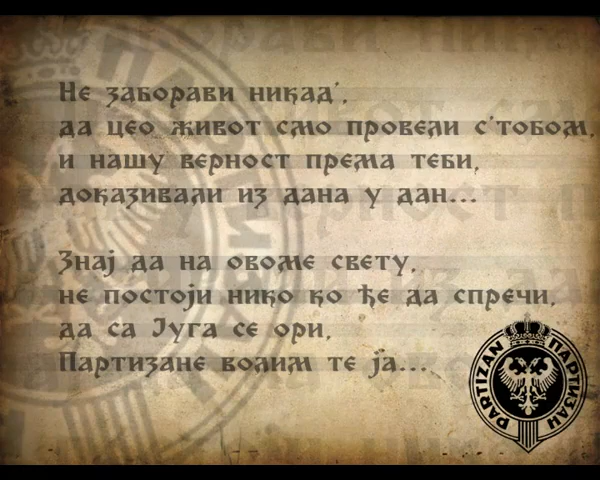 Не заборави никад',
да цео живот смо провели с'тобом,
и нашу верност према теби,
доказивали из дана у дан...
Знај да на овоме свету,
не постоји нико ко ће да спречи,
да са Југа се ори,
Партизане волим те ја...
PARTIZAN ПАРТИЗАН